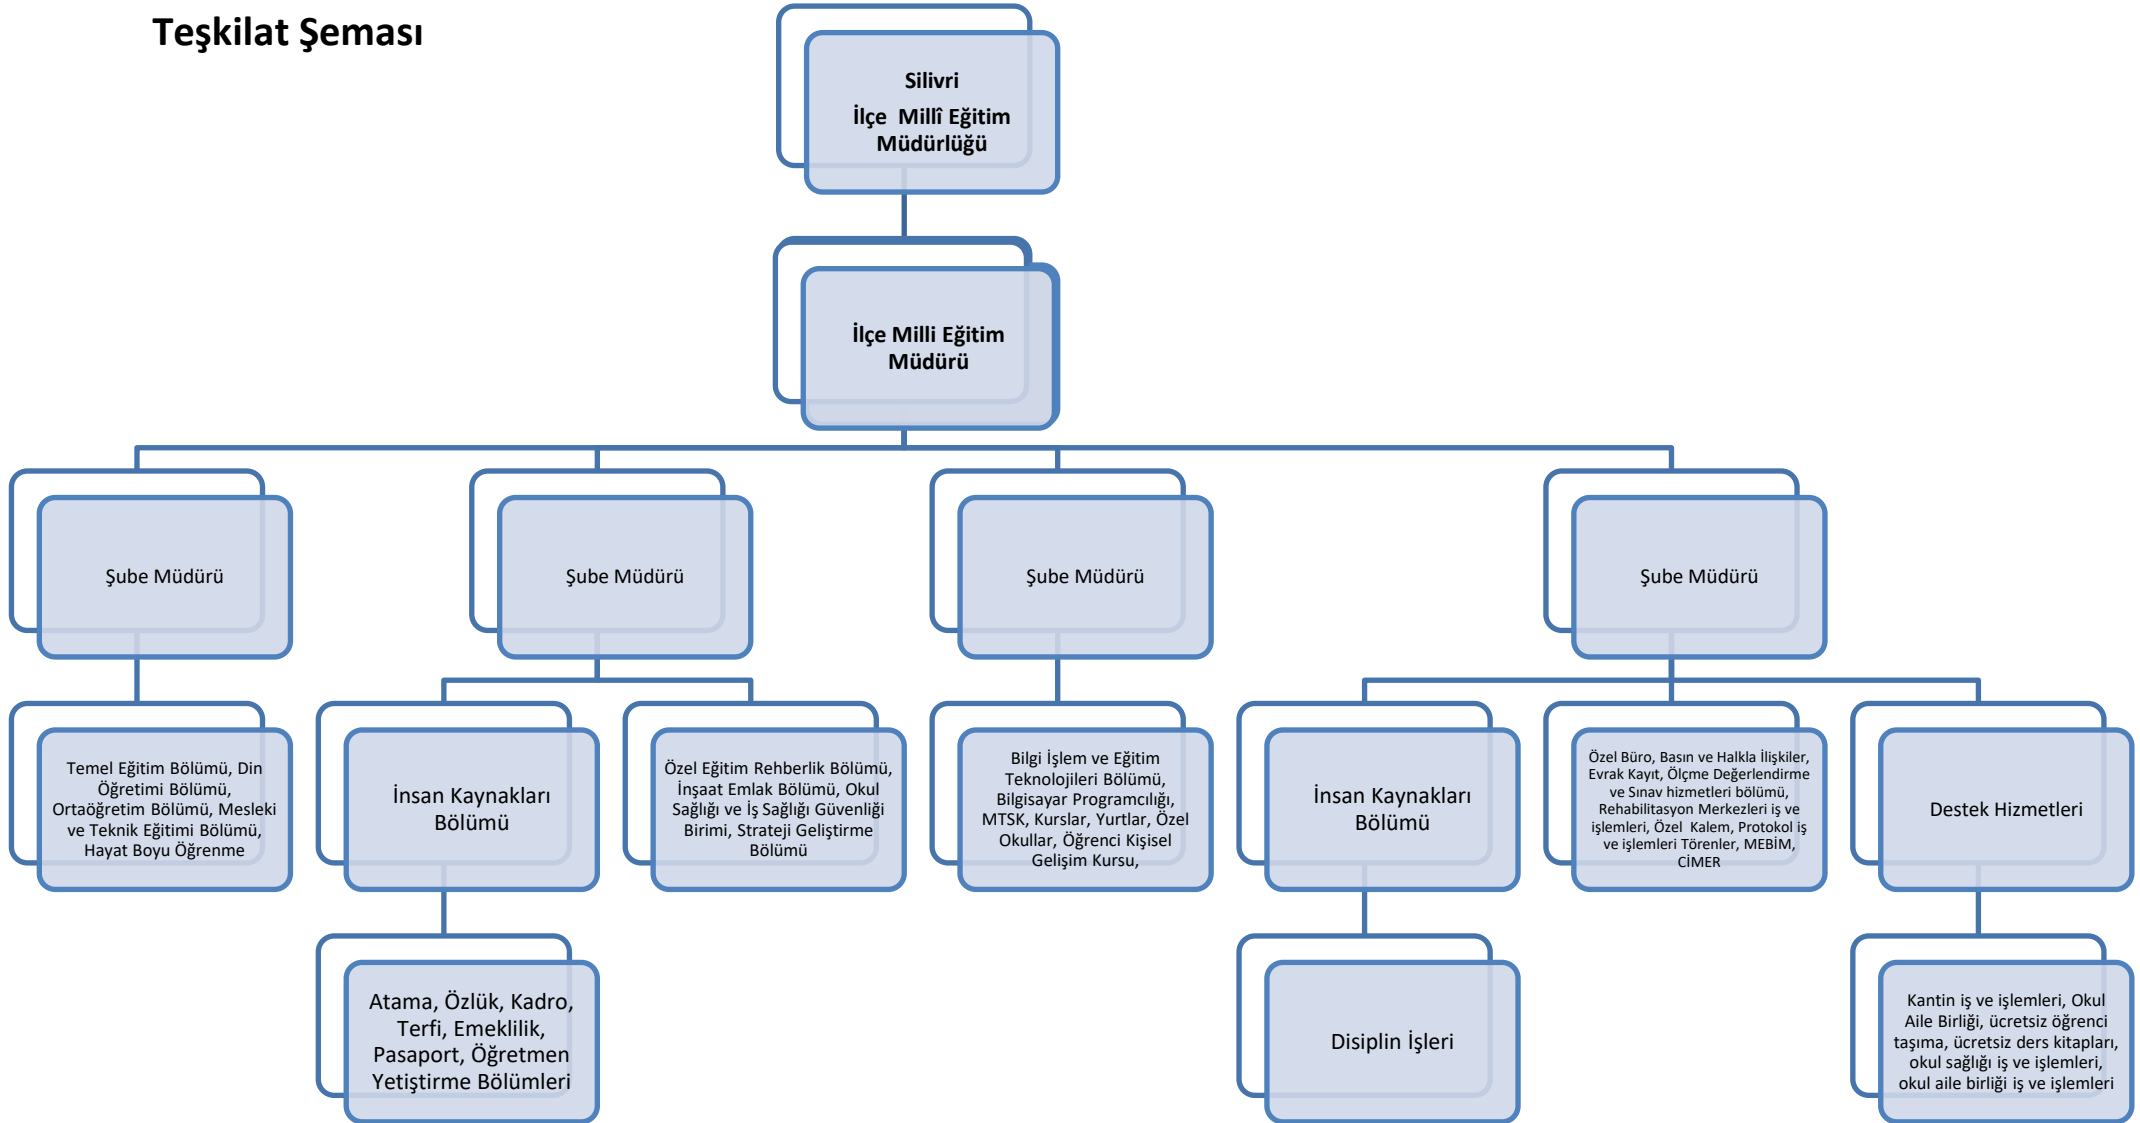 Teşkilat Şeması
Silivri
İlçe  Millî Eğitim
Müdürlüğü
İlçe Milli Eğitim
Müdürü
Şube Müdürü
Şube Müdürü
Şube Müdürü
Şube Müdürü
Temel Eğitim Bölümü, Din
Öğretimi Bölümü,
Ortaöğretim Bölümü, Mesleki
ve Teknik Eğitimi Bölümü,
Hayat Boyu Öğrenme
İnsan Kaynakları
Bölümü
Özel Eğitim Rehberlik Bölümü,
İnşaat Emlak Bölümü, Okul
Sağlığı ve İş Sağlığı Güvenliği
Birimi, Strateji Geliştirme
Bölümü
Bilgi İşlem ve Eğitim
Teknolojileri Bölümü,
Bilgisayar Programcılığı,
MTSK, Kurslar, Yurtlar, Özel
Okullar, Öğrenci Kişisel
Gelişim Kursu,
İnsan Kaynakları
Bölümü
Özel Büro, Basın ve Halkla İlişkiler,
Evrak Kayıt, Ölçme Değerlendirme
ve Sınav hizmetleri bölümü,
Rehabilitasyon Merkezleri iş ve
işlemleri, Özel  Kalem, Protokol iş
ve işlemleri Törenler, MEBİM,
CİMER
Destek Hizmetleri
Atama, Özlük, Kadro,
Terfi, Emeklilik,
Pasaport, Öğretmen
Yetiştirme Bölümleri
Disiplin İşleri
Kantin iş ve işlemleri, Okul
Aile Birliği, ücretsiz öğrenci
taşıma, ücretsiz ders kitapları,
okul sağlığı iş ve işlemleri,
okul aile birliği iş ve işlemleri